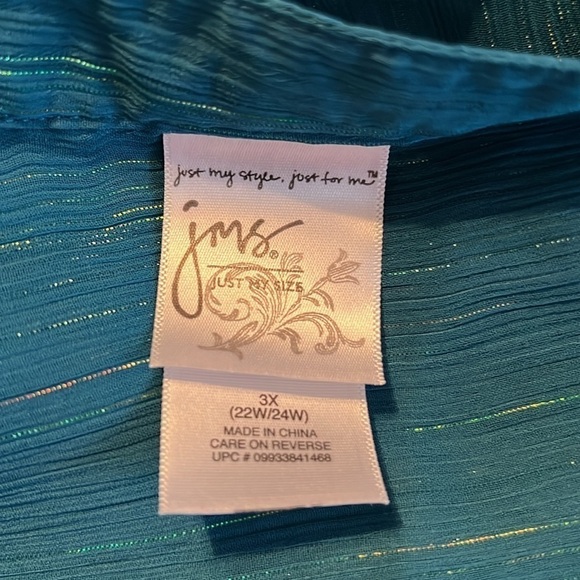 just my style. just for me™
jms®
JUST MY SIZE
3X
(22W/24W)
MADE IN CHINA
CARE ON REVERSE
UPC # 09933841468